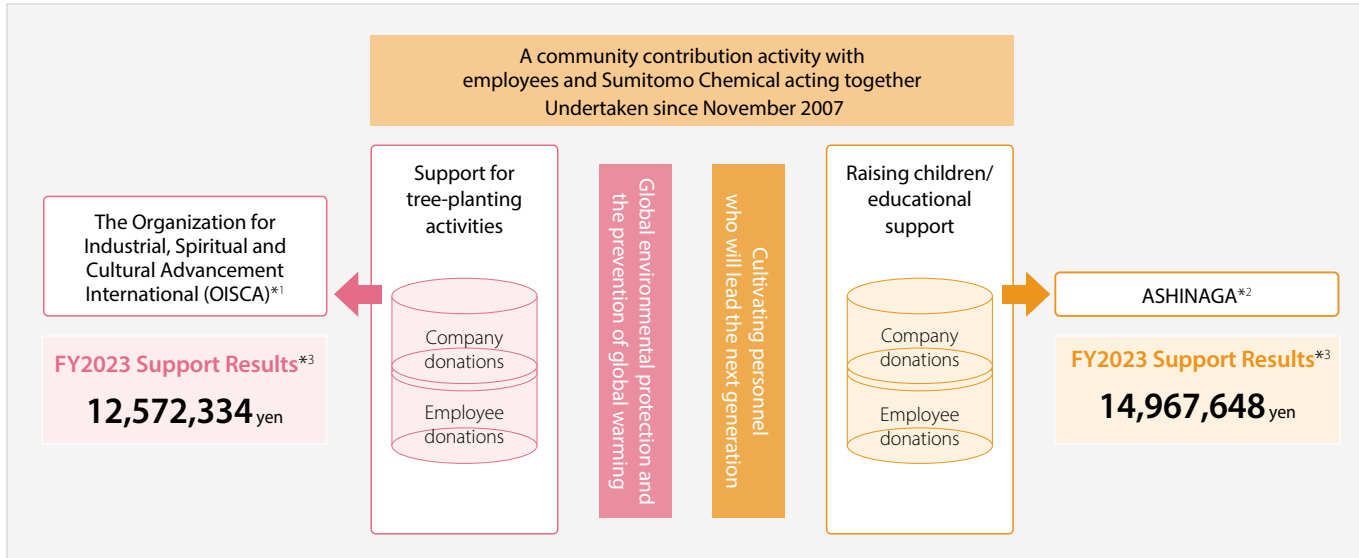 A community contribution activity with
employees and Sumitomo Chemical acting together
Undertaken since November 2007
The Organization for
Industrial, Spiritual and
Cultural Advancement
International (OISCA)*1
FY2023 Support Results*3
12,572,334 yen
Support for
tree-planting
activities
Company
donations
Employee
donations
Global environmental protection and
the prevention of global warming
Cultivating personnel
who will lead the next generation
Raising children/
educational
support
Company
donations
Employee
donations
ASHINAGA*2
FY2023 Support Results*3
14,967,648 yen